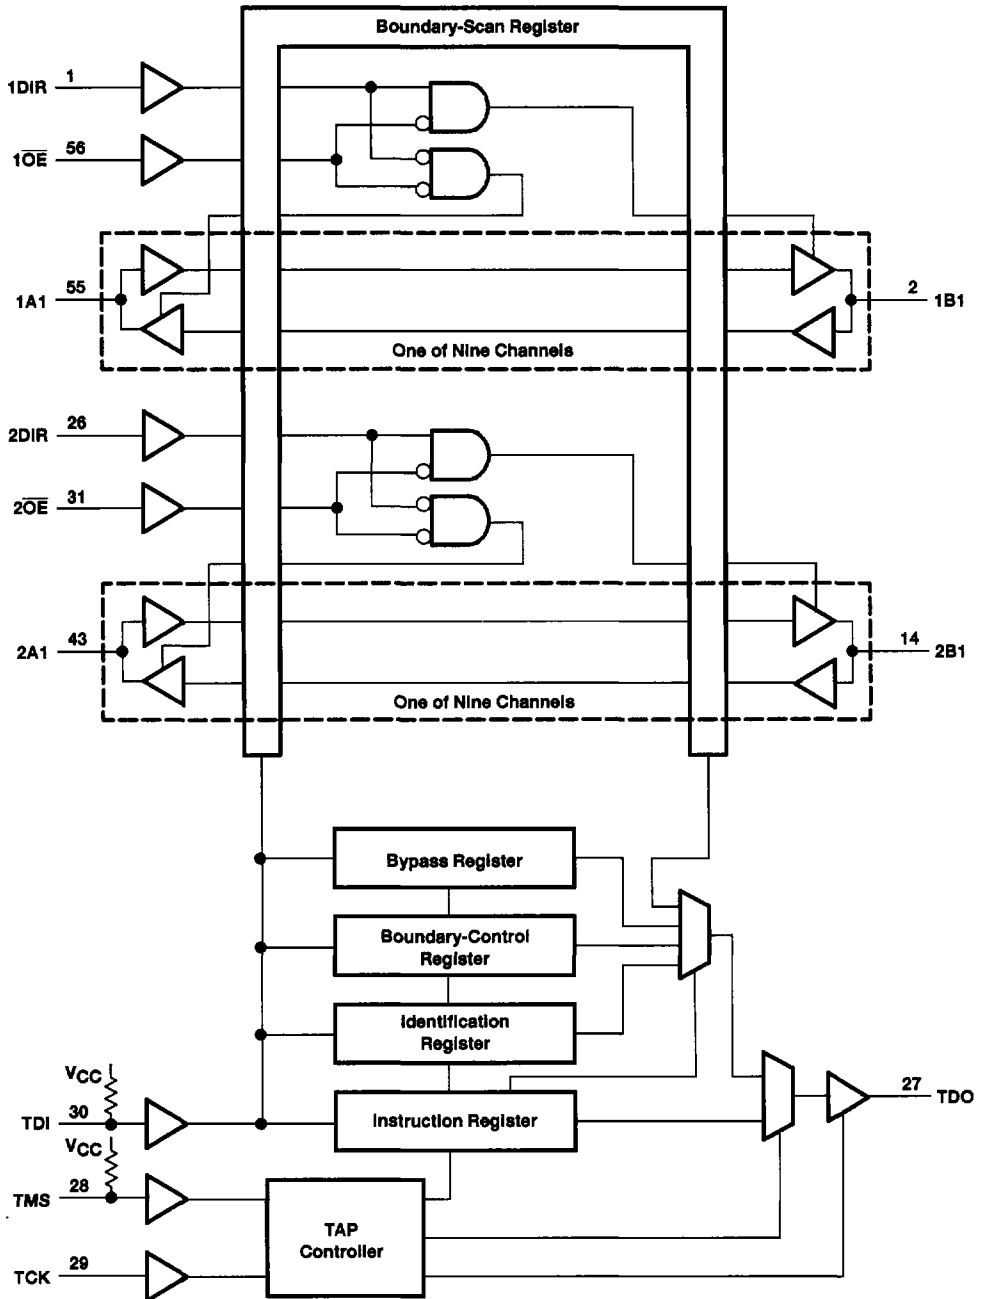 Boundary-Scan Register
1DIR 1
1O̅E̅ 56
1A1 55
2 1B1
One of Nine Channels
2DIR 26
2O̅E̅ 31
2A1 43
14 2B1
One of Nine Channels
Bypass Register
Boundary-Control
Register
Identification
Register
VCC
TDI 30
Instruction Register
27 TDO
VCC
TMS 28
TAP
Controller
TCK 29